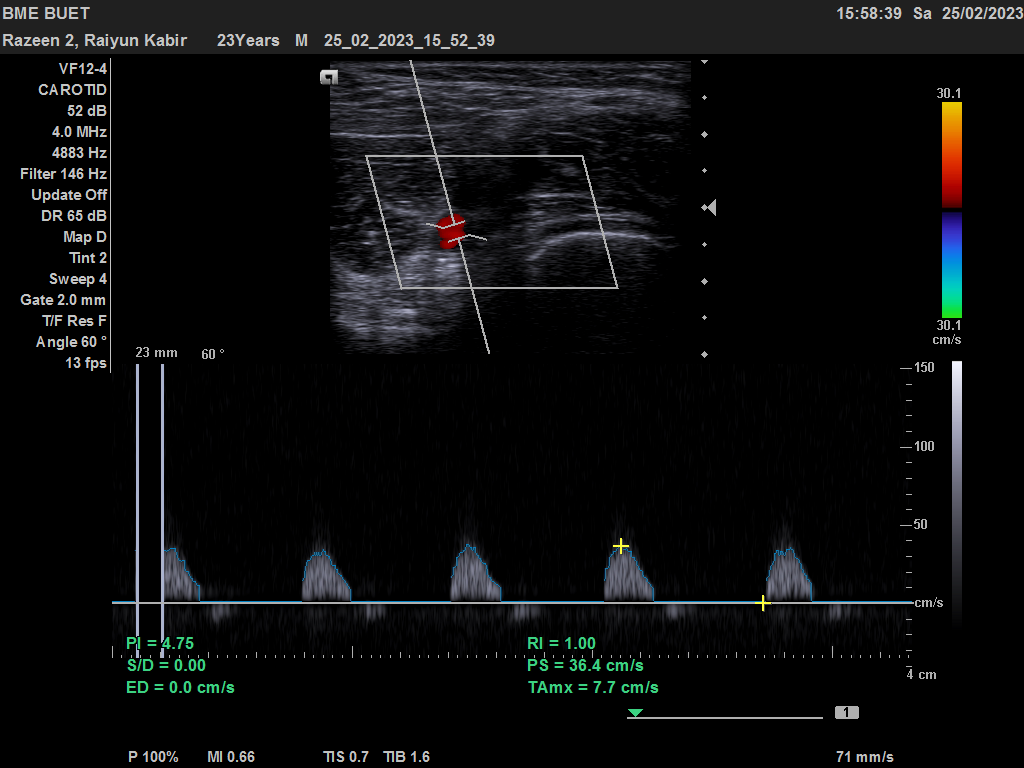 BME BUET 15:58:39 Sa 25/02/2023
Razeen 2, Raiyun Kabir 23Years M 25_02_2023_15_52_39
VF12-4
CAROTID
52 dB
4.0 MHz
4883 Hz
Filter 146 Hz
Update Off
DR 65 dB
Map D
Tint 2
Sweep 4
Gate 2.0 mm
T/F Res F
Angle 60 °
13 fps
30.1
30.1
cm/s
23 mm 60 °
150
100
50
cm/s
PI = 4.75 RI = 1.00
S/D = 0.00 PS = 36.4 cm/s
ED = 0.0 cm/s TAmx = 7.7 cm/s
4 cm
1
P 100% MI 0.66 TIS 0.7 TIB 1.6 71 mm/s